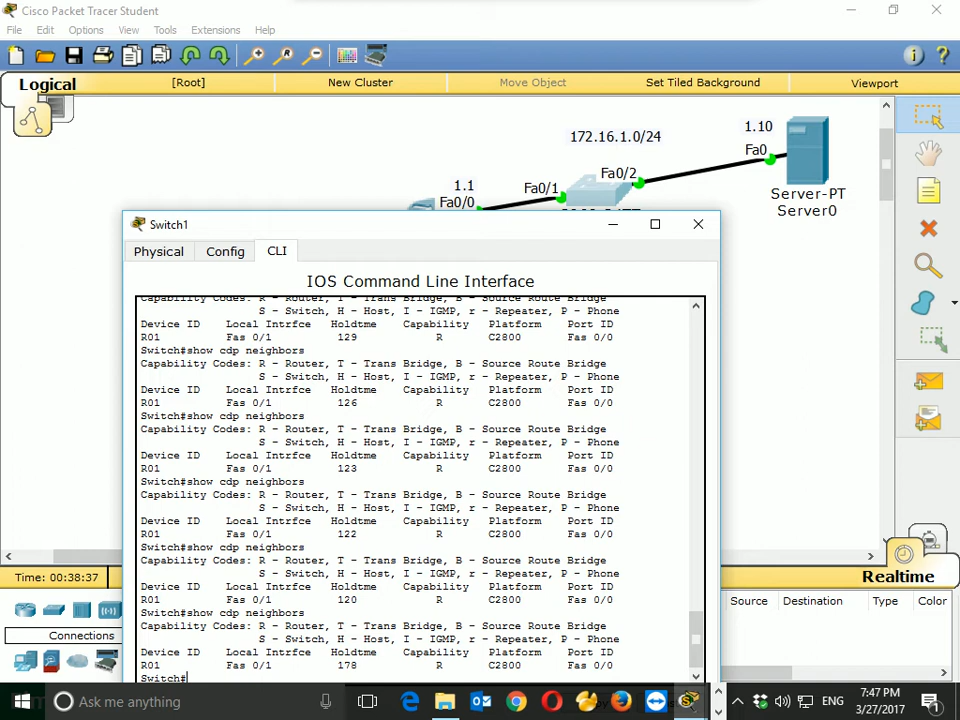 Cisco Packet Tracer Student
File Edit Options View Tools Extensions Help
Logical [Root] New Cluster Move Object Set Tiled Background Viewport
172.16.1.0/24
1.10
Fa0
Fa0/2
Fa0/1
1.1
Fa0/0
Server-PT
Server0
Switch1
Physical Config CLI
IOS Command Line Interface
Capability Codes: R - Router, T - Trans Bridge, B - Source Route Bridge
S - Switch, H - Host, I - IGMP, r - Repeater, P - Phone
Device ID Local Intrfce Holdtme Capability Platform Port ID
R01 Fas 0/1 129 R C2800 Fas 0/0
Switch#show cdp neighbors
Capability Codes: R - Router, T - Trans Bridge, B - Source Route Bridge
S - Switch, H - Host, I - IGMP, r - Repeater, P - Phone
Device ID Local Intrfce Holdtme Capability Platform Port ID
R01 Fas 0/1 126 R C2800 Fas 0/0
Switch#show cdp neighbors
Capability Codes: R - Router, T - Trans Bridge, B - Source Route Bridge
S - Switch, H - Host, I - IGMP, r - Repeater, P - Phone
Device ID Local Intrfce Holdtme Capability Platform Port ID
R01 Fas 0/1 123 R C2800 Fas 0/0
Switch#show cdp neighbors
Capability Codes: R - Router, T - Trans Bridge, B - Source Route Bridge
S - Switch, H - Host, I - IGMP, r - Repeater, P - Phone
Device ID Local Intrfce Holdtme Capability Platform Port ID
R01 Fas 0/1 122 R C2800 Fas 0/0
Switch#show cdp neighbors
Capability Codes: R - Router, T - Trans Bridge, B - Source Route Bridge
S - Switch, H - Host, I - IGMP, r - Repeater, P - Phone
Device ID Local Intrfce Holdtme Capability Platform Port ID
R01 Fas 0/1 120 R C2800 Fas 0/0
Switch#show cdp neighbors
Capability Codes: R - Router, T - Trans Bridge, B - Source Route Bridge
S - Switch, H - Host, I - IGMP, r - Repeater, P - Phone
Device ID Local Intrfce Holdtme Capability Platform Port ID
R01 Fas 0/1 178 R C2800 Fas 0/0
Switch#
Time: 00:38:37
Realtime
Source Destination Type Color
Connections
Ask me anything
ENG
7:47 PM
3/27/2017
1